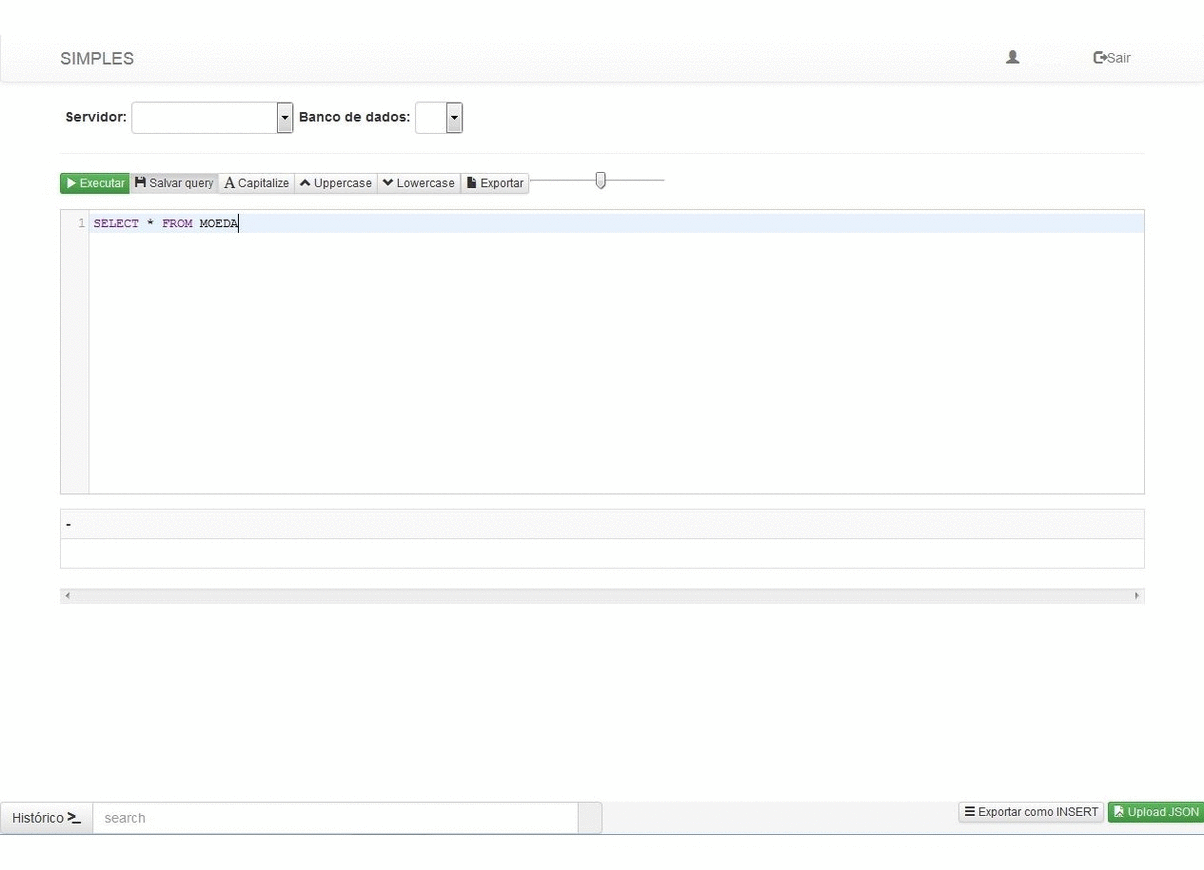 SIMPLES Sair
Servidor: Banco de dados:
Executar Salvar query A Capitalize Uppercase Lowercase Exportar
1 SELECT * FROM MOEDA
-
Histórico >_ search Exportar como INSERT Upload JSON